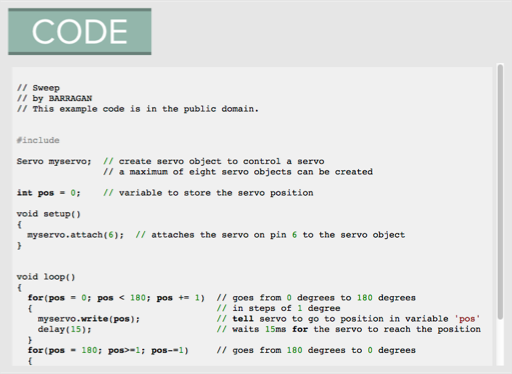 CODE
// Sweep
// by BARRAGAN
// This example code is in the public domain.
#include
Servo myservo;  // create servo object to control a servo
// a maximum of eight servo objects can be created
int pos = 0;    // variable to store the servo position
void setup()
{
myservo.attach(6);  // attaches the servo on pin 6 to the servo object
}
void loop()
{
for(pos = 0; pos < 180; pos += 1)  // goes from 0 degrees to 180 degrees
{                                  // in steps of 1 degree
myservo.write(pos);              // tell servo to go to position in variable 'pos'
delay(15);                       // waits 15ms for the servo to reach the position
}
for(pos = 180; pos>=1; pos-=1)     // goes from 180 degrees to 0 degrees
{